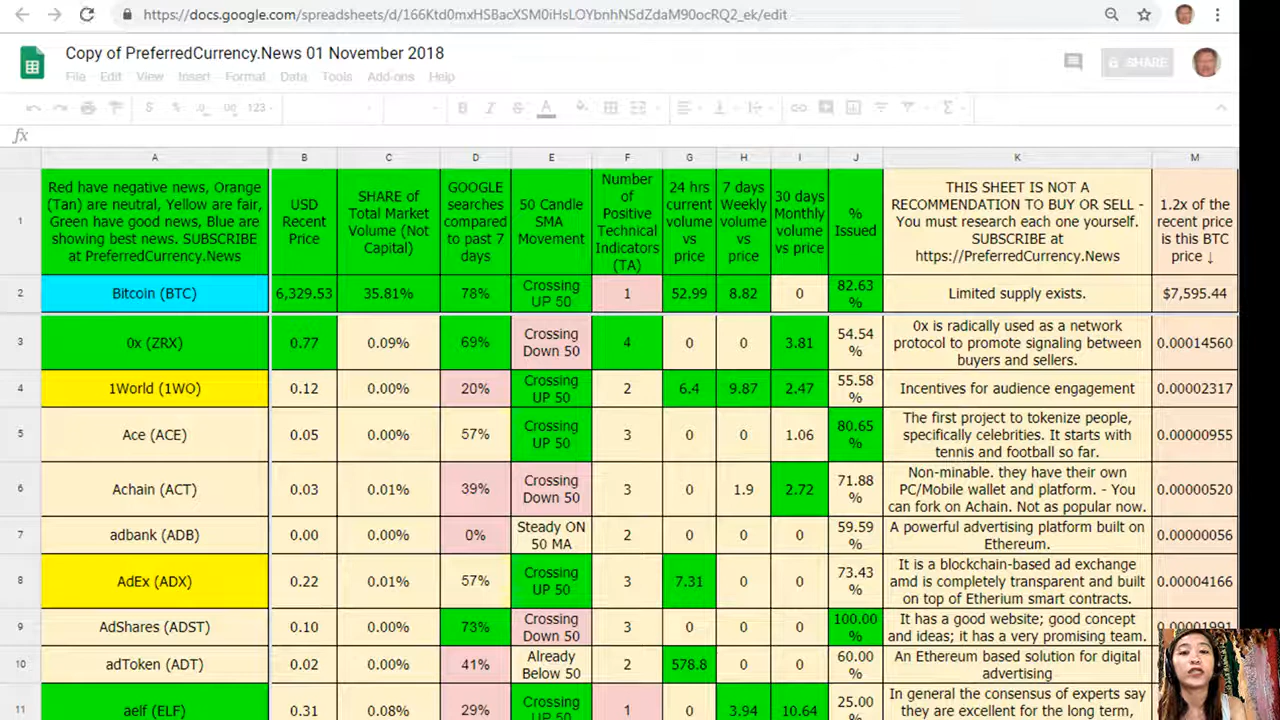 https://docs.google.com/spreadsheets/d/166Ktd0mxHSBacXSM0iHsLOYbnhNSdZdaM90ocRQ2_ek/edit
Copy of PreferredCurrency.News 01 November 2018
File Edit View Insert Format Data Tools Add-ons Help
SHARE
$ % .0 .00 123
B I S A
fx
A B C D E F G H I J K M
1
Red have negative news, Orange
(Tan) are neutral, Yellow are fair,
Green have good news, Blue are
showing best news. SUBSCRIBE
at PreferredCurrency.News
USD
Recent
Price
SHARE of
Total Market
Volume (Not
Capital)
GOOGLE
searches
compared
to past 7
days
50 Candle
SMA
Movement
Number
of
Positive
Technical
Indicators
(TA)
24 hrs
current
volume
vs
price
7 days
Weekly
volume
vs
price
30 days
Monthly
volume
vs price
%
Issued
THIS SHEET IS NOT A
RECOMMENDATION TO BUY OR SELL -
You must research each one yourself.
SUBSCRIBE at
https://PreferredCurrency.News
1.2x of the
recent price
is this BTC
price ↓
2
Bitcoin (BTC)
6,329.53
35.81%
78%
Crossing
UP 50
1
52.99
8.82
0
82.63
%
Limited supply exists.
$7,595.44
3
0x (ZRX)
0.77
0.09%
69%
Crossing
Down 50
4
0
0
3.81
54.54
%
0x is radically used as a network
protocol to promote signaling between
buyers and sellers.
0.00014560
4
1World (1WO)
0.12
0.00%
20%
Crossing
UP 50
2
6.4
9.87
2.47
55.58
%
Incentives for audience engagement
0.00002317
5
Ace (ACE)
0.05
0.00%
57%
Crossing
UP 50
3
0
0
1.06
80.65
%
The first project to tokenize people,
specifically celebrities. It starts with
tennis and football so far.
0.00000955
6
Achain (ACT)
0.03
0.01%
39%
Crossing
Down 50
3
0
1.9
2.72
71.88
%
Non-minable. they have their own
PC/Mobile wallet and platform. - You
can fork on Achain. Not as popular now.
0.00000520
7
adbank (ADB)
0.00
0.00%
0%
Steady ON
50 MA
2
0
0
0
59.59
%
A powerful advertising platform built on
Ethereum.
0.00000056
8
AdEx (ADX)
0.22
0.01%
57%
Crossing
UP 50
3
7.31
0
0
73.43
%
It is a blockchain-based ad exchange
amd is completely transparent and built
on top of Etherium smart contracts.
0.00004166
9
AdShares (ADST)
0.10
0.00%
73%
Crossing
Down 50
3
0
0
0
100.00
%
It has a good website; good concept
and ideas; it has a very promising team.
0.00001991
10
adToken (ADT)
0.02
0.00%
41%
Already
Below 50
2
578.8
0
0
60.00
%
An Ethereum based solution for digital
advertising
11
aelf (ELF)
0.31
0.08%
29%
Crossing
UP 50
1
0
3.94
10.64
25.00
%
In general the consensus of experts say
they are excellent for the long term,